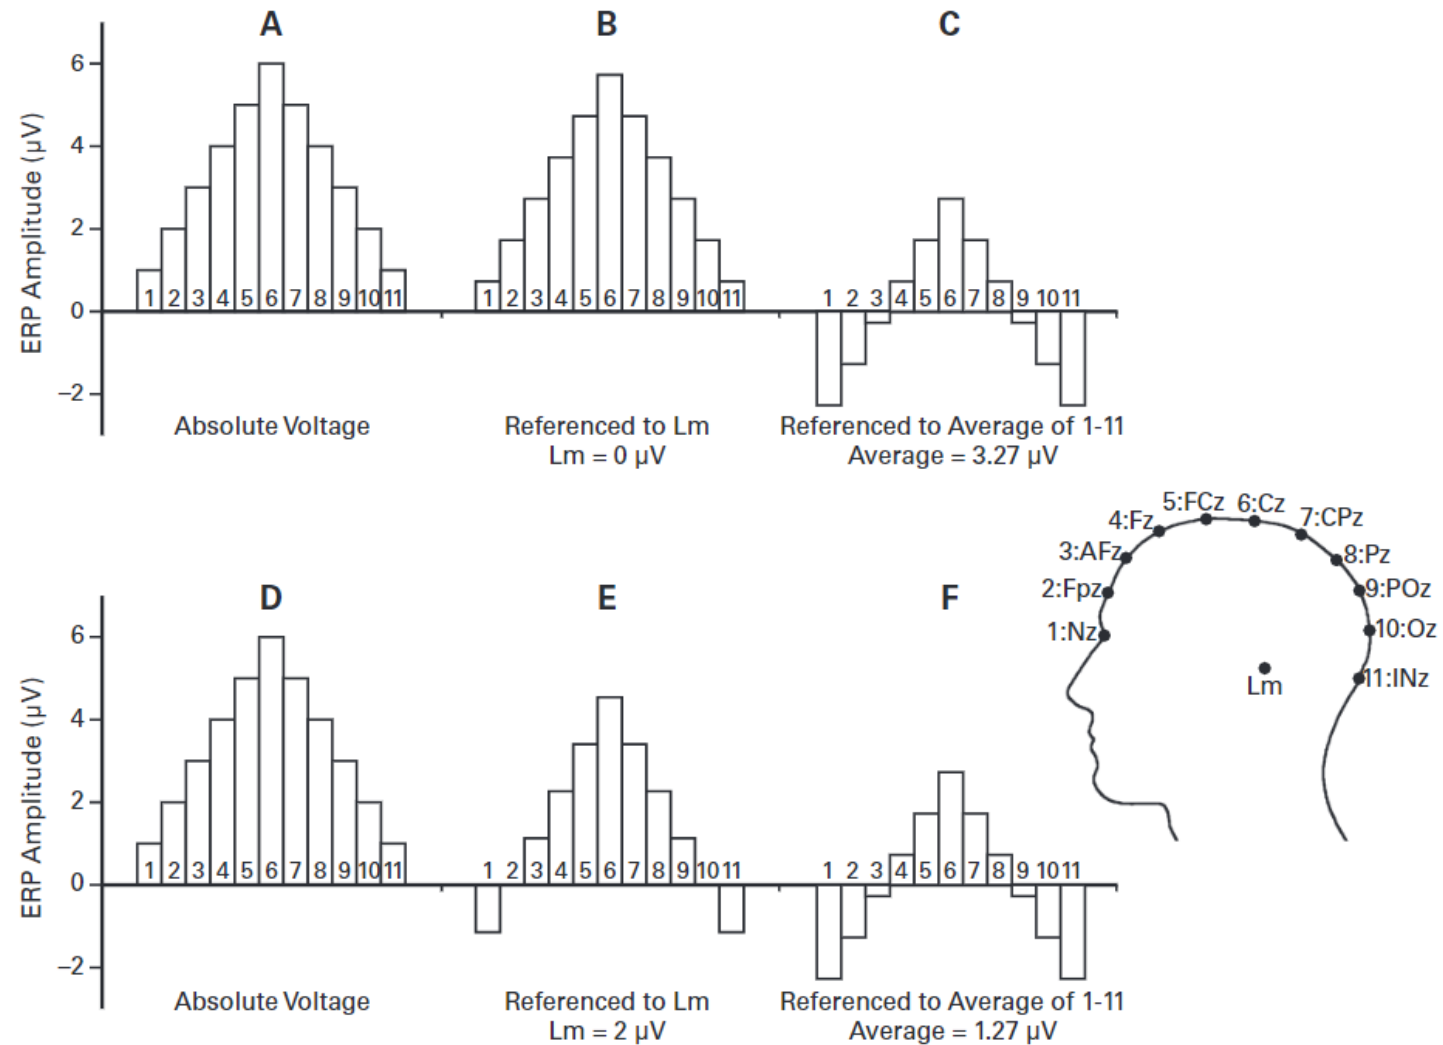 A B C
ERP Amplitude (µV)
6
4
2
0
–2
1 2 3 4 5 6 7 8 9 10 11
1 2 3 4 5 6 7 8 9 10 11
1 2 3 4 5 6 7 8 9 10 11
Absolute Voltage
Referenced to Lm
Lm = 0 µV
Referenced to Average of 1-11
Average = 3.27 µV
D E F
ERP Amplitude (µV)
6
4
2
0
–2
1 2 3 4 5 6 7 8 9 10 11
1 2 3 4 5 6 7 8 9 10 11
1 2 3 4 5 6 7 8 9 10 11
Absolute Voltage
Referenced to Lm
Lm = 2 µV
Referenced to Average of 1-11
Average = 1.27 µV
1:Nz
2:Fpz
3:AFz
4:Fz
5:FCz
6:Cz
7:CPz
8:Pz
9:POz
10:Oz
11:INz
Lm